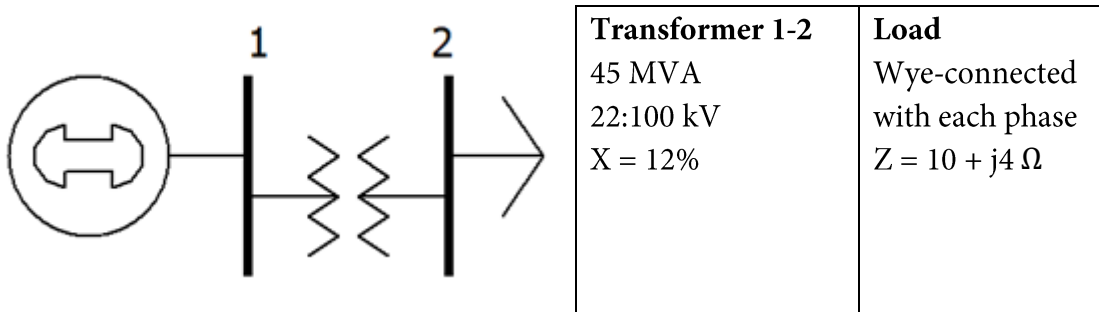 1
2
Transformer 1-2
45 MVA
22:100 kV
X = 12%
Load
Wye-connected
with each phase
Z = 10 + j4 Ω